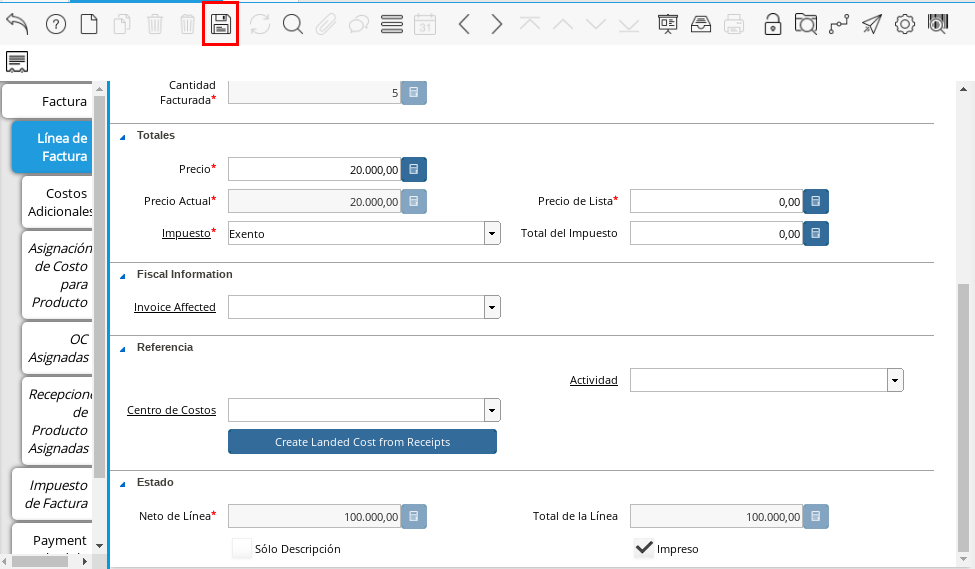 31
Factura
Línea de
Factura
Costos
Adicionales
Asignación
de Costo
para
Producto
OC
Asignadas
de
Producto
Asignadas
Impuesto
de Factura
Payment
Cantidad
Facturada*
5
Totales
Precio*
20.000,00
Precio Actual*
20.000,00
Precio de Lista*
0,00
Impuesto*
Exento
Total del Impuesto
0,00
Fiscal Information
Invoice Affected
Referencia
Actividad
Centro de Costos
Create Landed Cost from Receipts
Estado
Neto de Línea*
100.000,00
Total de la Línea
100.000,00
Sólo Descripción
Impreso